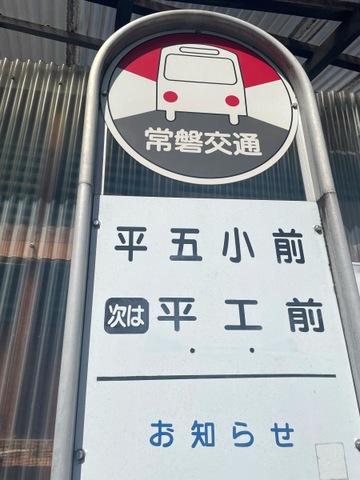 常磐交通
平五小前
次は 平工前
お知らせ